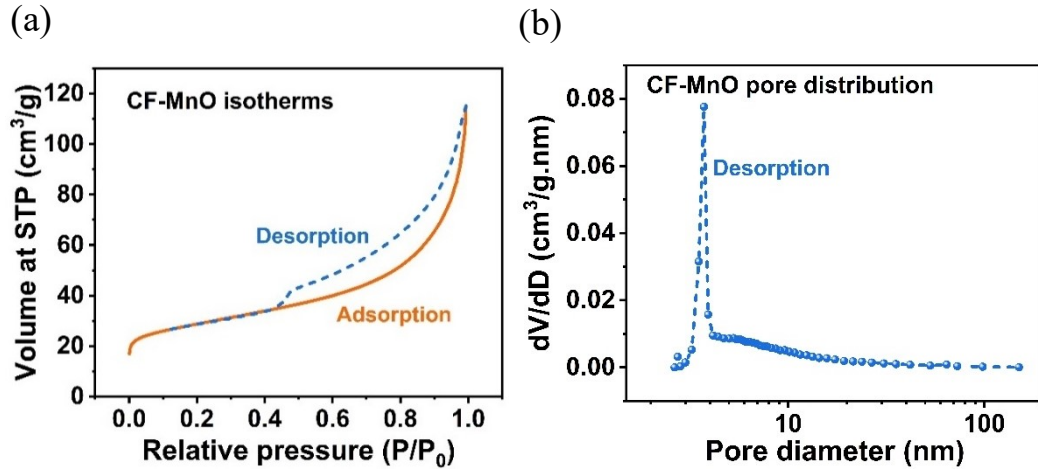 (a)
CF-MnO isotherms
Volume at STP (cm³/g)
120
100
80
60
40
20
0
Desorption
Adsorption
0.0 0.2 0.4 0.6 0.8 1.0
Relative pressure (P/P₀)
(b)
CF-MnO pore distribution
dV/dD (cm³/g.nm)
0.08
0.06
0.04
0.02
0.00
Desorption
10 100
Pore diameter (nm)